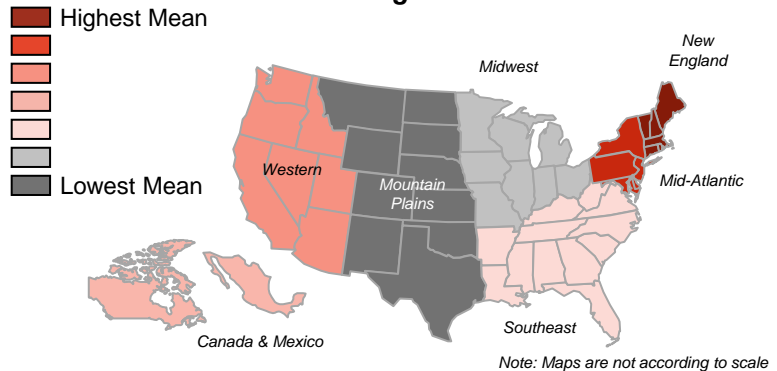 Highest Mean
Lowest Mean
Midwest
New
England
Western
Mountain
Plains
Mid-Atlantic
Southeast
Canada & Mexico
Note: Maps are not according to scale